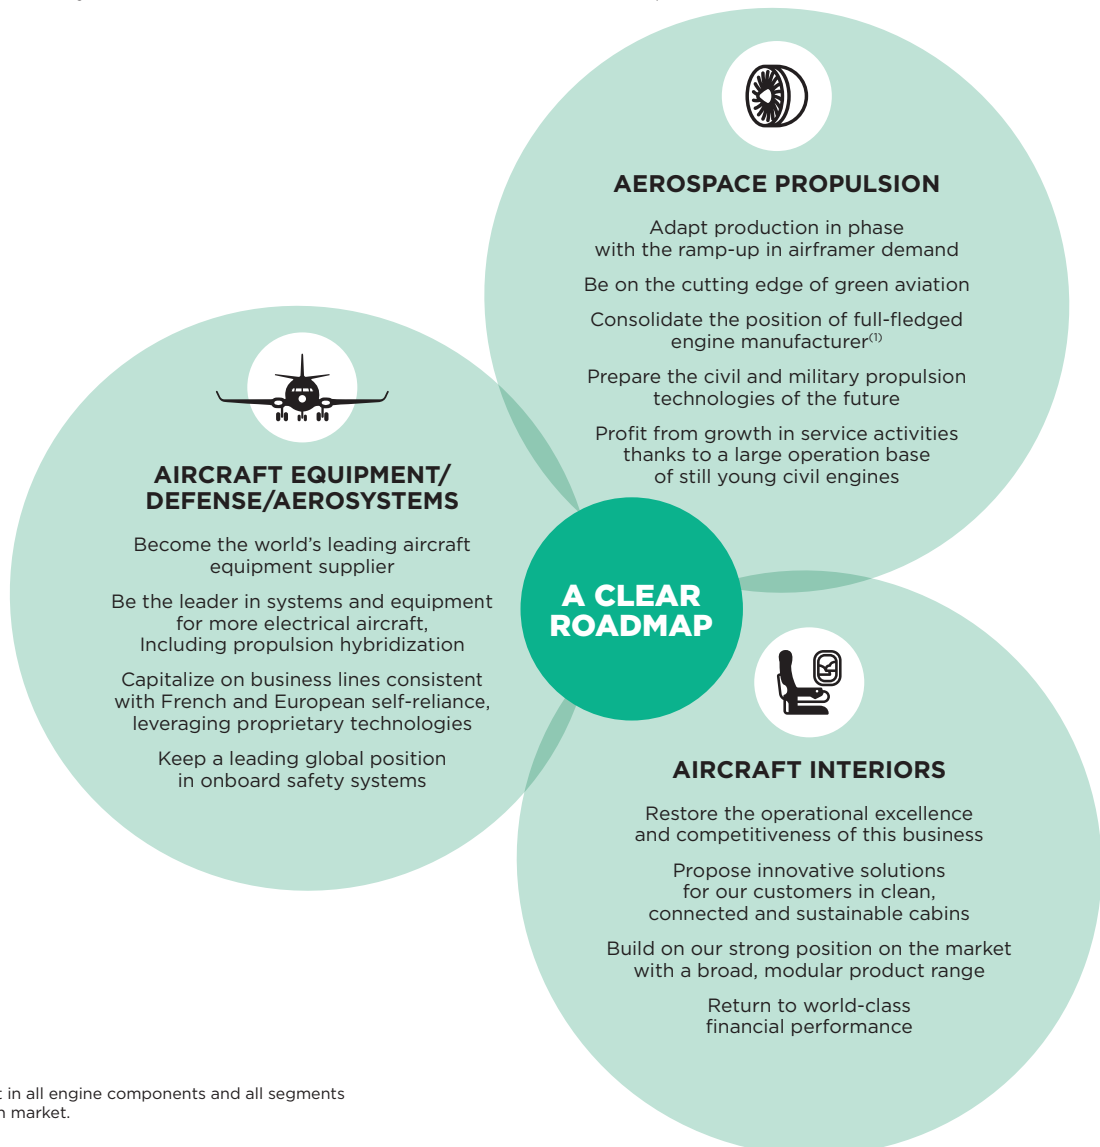 AEROSPACE PROPULSION
Adapt production in phase
with the ramp-up in airframer demand
Be on the cutting edge of green aviation
Consolidate the position of full-fledged
engine manufacturer(1)
Prepare the civil and military propulsion
technologies of the future
Profit from growth in service activities
thanks to a large operation base
of still young civil engines
AIRCRAFT EQUIPMENT/
DEFENSE/AEROSYSTEMS
Become the world’s leading aircraft
equipment supplier
Be the leader in systems and equipment
for more electrical aircraft,
Including propulsion hybridization
Capitalize on business lines consistent
with French and European self-reliance,
leveraging proprietary technologies
Keep a leading global position
in onboard safety systems
A CLEAR
ROADMAP
AIRCRAFT INTERIORS
Restore the operational excellence
and competitiveness of this business
Propose innovative solutions
for our customers in clean,
connected and sustainable cabins
Build on our strong position on the market
with a broad, modular product range
Return to world-class
financial performance
in all engine components and all segments
market.